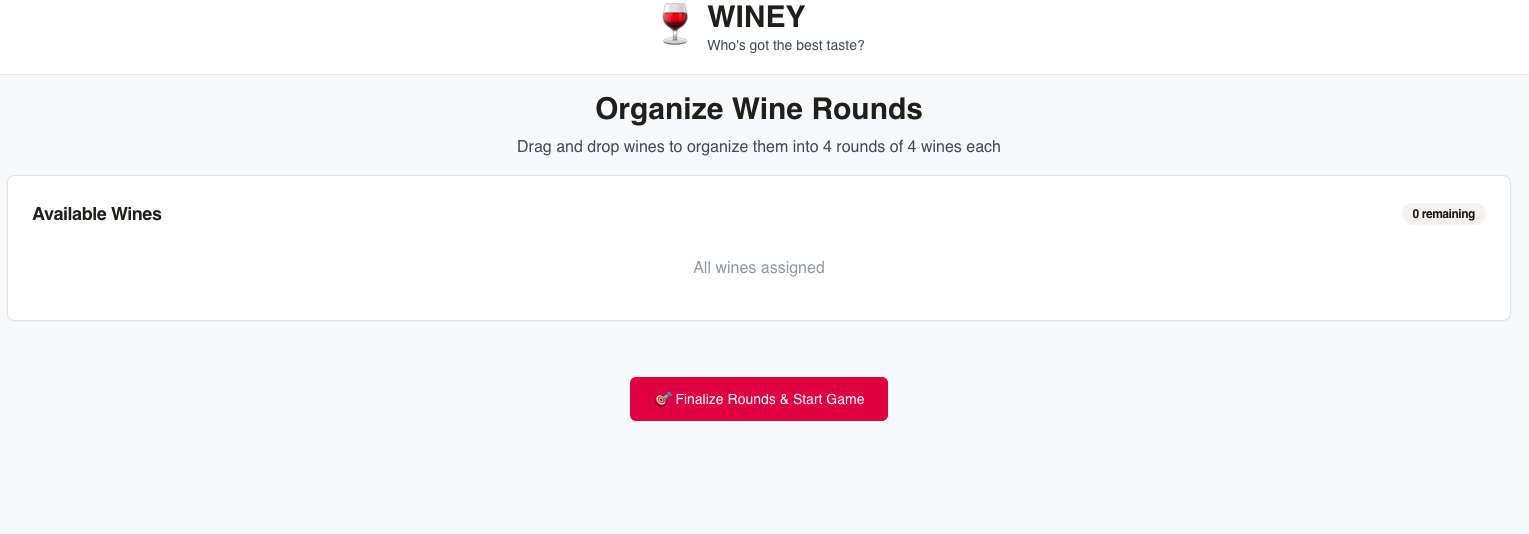 WINEY
Who's got the best taste?
Organize Wine Rounds
Drag and drop wines to organize them into 4 rounds of 4 wines each
Available Wines
0 remaining
All wines assigned
Finalize Rounds & Start Game